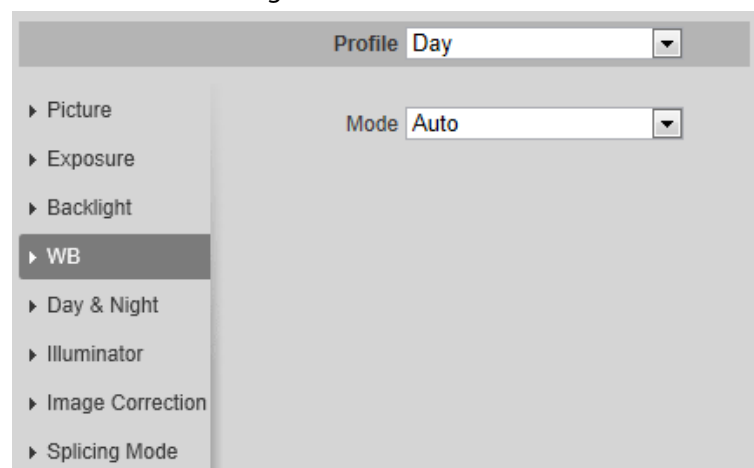 Profile Day
Picture
Mode Auto
Exposure
Backlight
WB
Day & Night
Illuminator
Image Correction
Splicing Mode